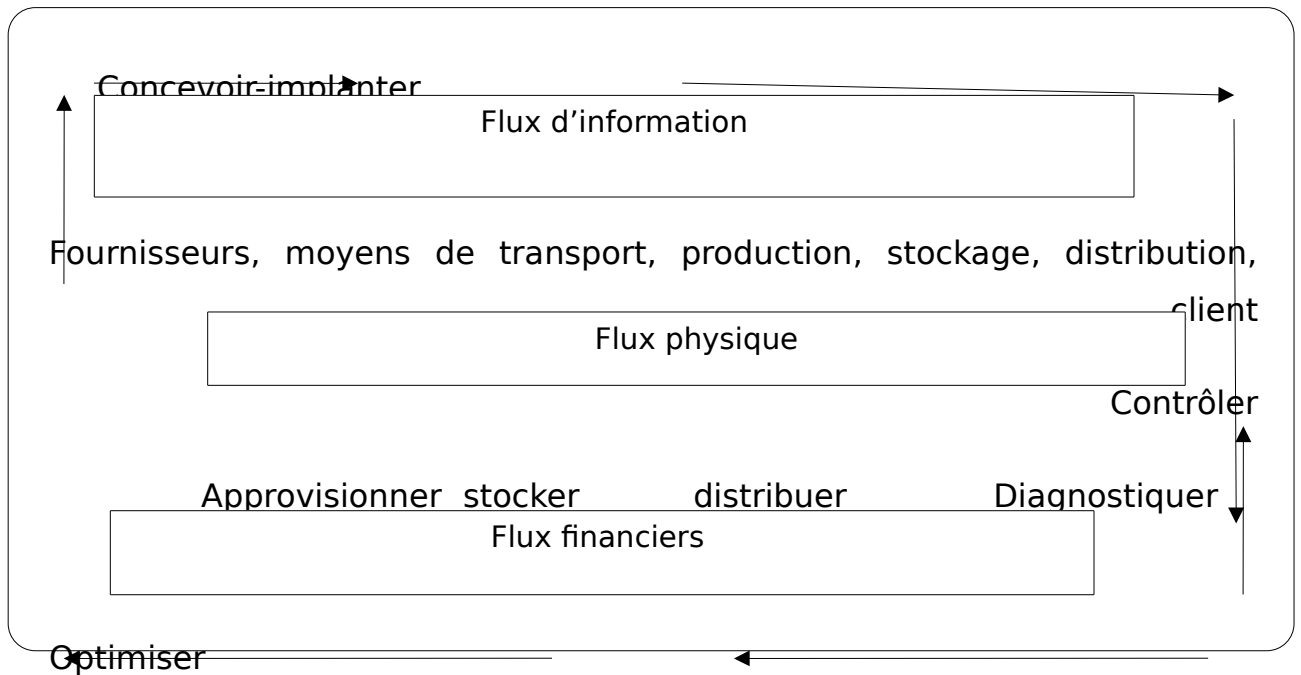 Concevoir-implanter
Flux d’information
Fournisseurs, moyens de transport, production, stockage, distribution,
client
Flux physique
Contrôler
Approvisionner stocker distribuer Diagnostiquer
Flux financiers
Optimiser